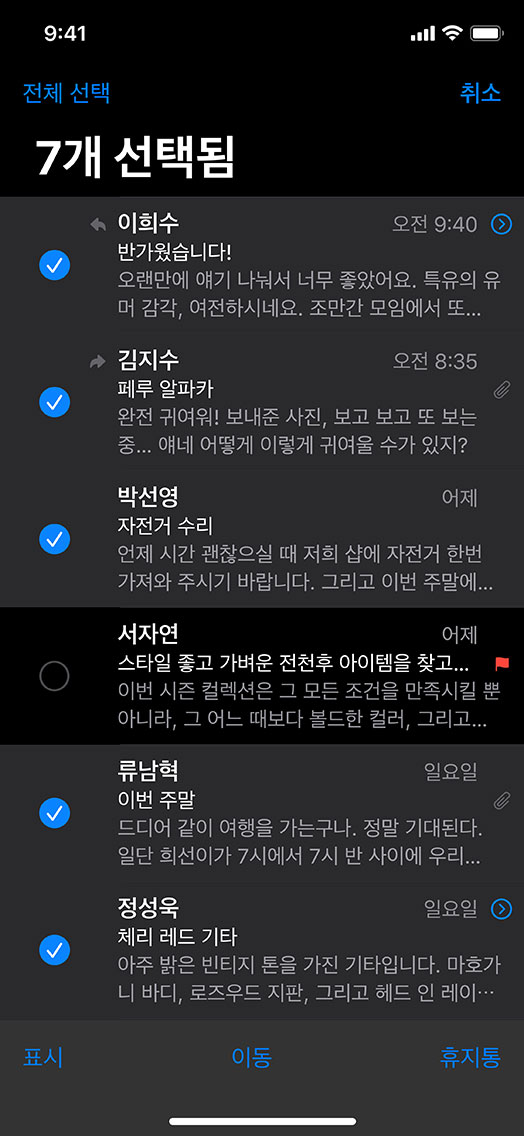 9:41
전체 선택
취소
7개 선택됨
이희수
오전 9:40
반가웠습니다!
오랜만에 얘기 나눠서 너무 좋았어요. 특유의 유
머 감각, 여전하시네요. 조만간 모임에서 또...
김지수
오전 8:35
페루 알파카
완전 귀여워! 보내준 사진, 보고 보고 또 보는
중... 얘네 어떻게 이렇게 귀여울 수가 있지?
박선영
어제
자전거 수리
언제 시간 괜찮으실 때 저희 샵에 자전거 한번
가져와 주시기 바랍니다. 그리고 이번 주말에...
서자연
어제
스타일 좋고 가벼운 전천후 아이템을 찾고...
이번 시즌 컬렉션은 그 모든 조건을 만족시킬 뿐
아니라, 그 어느 때보다 볼드한 컬러, 그리고...
류남혁
일요일
이번 주말
드디어 같이 여행을 가는구나. 정말 기대된다.
일단 희선이가 7시에서 7시 반 사이에 우리...
정성욱
일요일
체리 레드 기타
아주 밝은 빈티지 톤을 가진 기타입니다. 마호가
니 바디, 로즈우드 지판, 그리고 헤드 인 레이…
표시
이동
휴지통